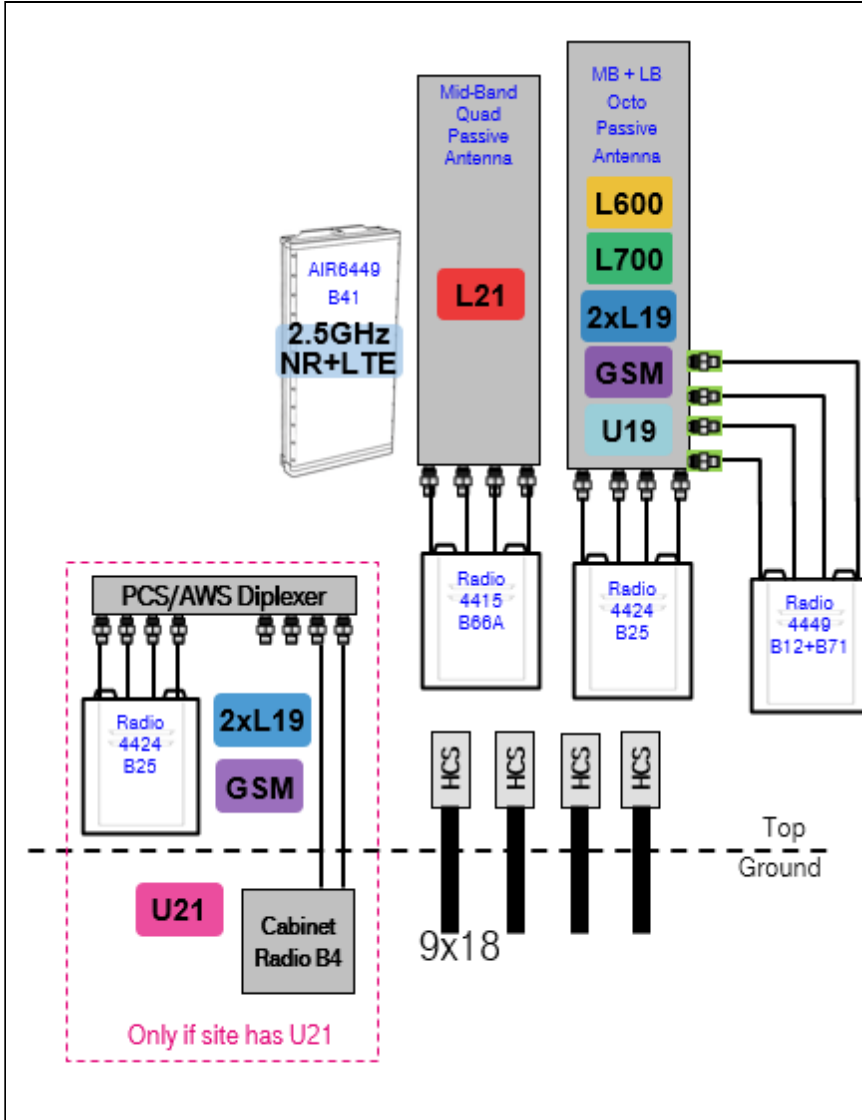 Mid-Band
Quad
Passive
Antenna
L21
MB + LB
Octo
Passive
Antenna
L600
L700
2xL19
GSM
U19
AIR6449
B41
2.5GHz
NR+LTE
Radio
4415
B66A
Radio
4424
B25
Radio
4449
B12+B71
PCS/AWS Diplexer
Radio
4424
B25
2xL19
GSM
HCS
HCS
HCS
HCS
Top
Ground
U21
Cabinet
Radio B4
9x18
Only if site has U21